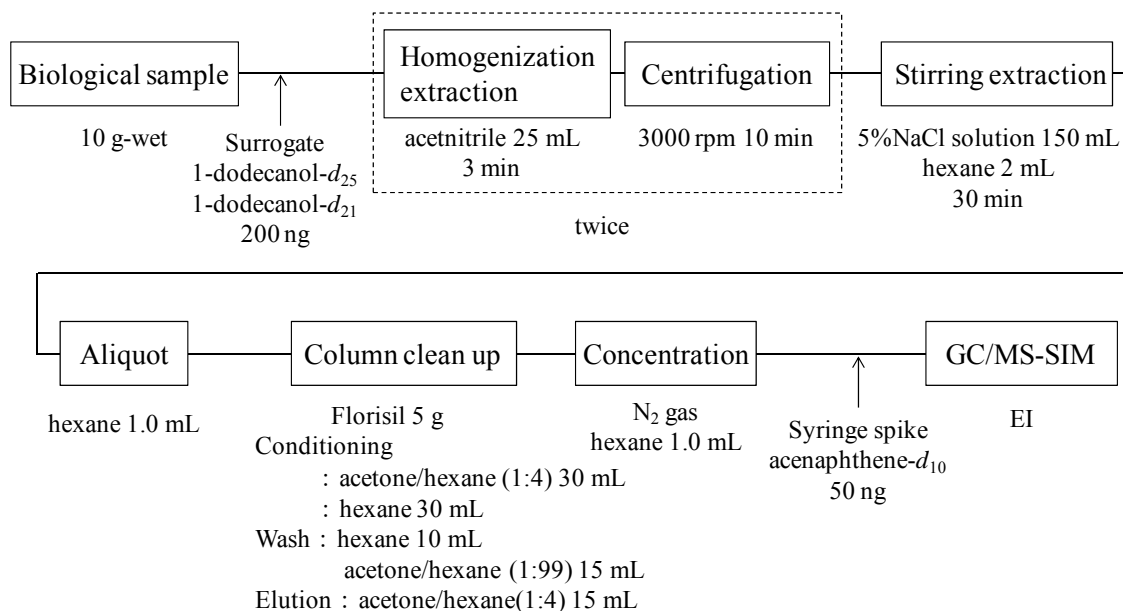 Biological sample
10 g-wet
Surrogate
1-dodecanol-d25
1-dodecanol-d21
200 ng
Homogenization
extraction
acetnitrile 25 mL
3 min
Centrifugation
3000 rpm 10 min
twice
Stirring extraction
5%NaCl solution 150 mL
hexane 2 mL
30 min
Aliquot
hexane 1.0 mL
Column clean up
Florisil 5 g
Conditioning
: acetone/hexane (1:4) 30 mL
: hexane 30 mL
Wash : hexane 10 mL
acetone/hexane (1:99) 15 mL
Elution : acetone/hexane(1:4) 15 mL
Concentration
N2 gas
hexane 1.0 mL
Syringe spike
acenaphthene-d10
50 ng
GC/MS-SIM
EI